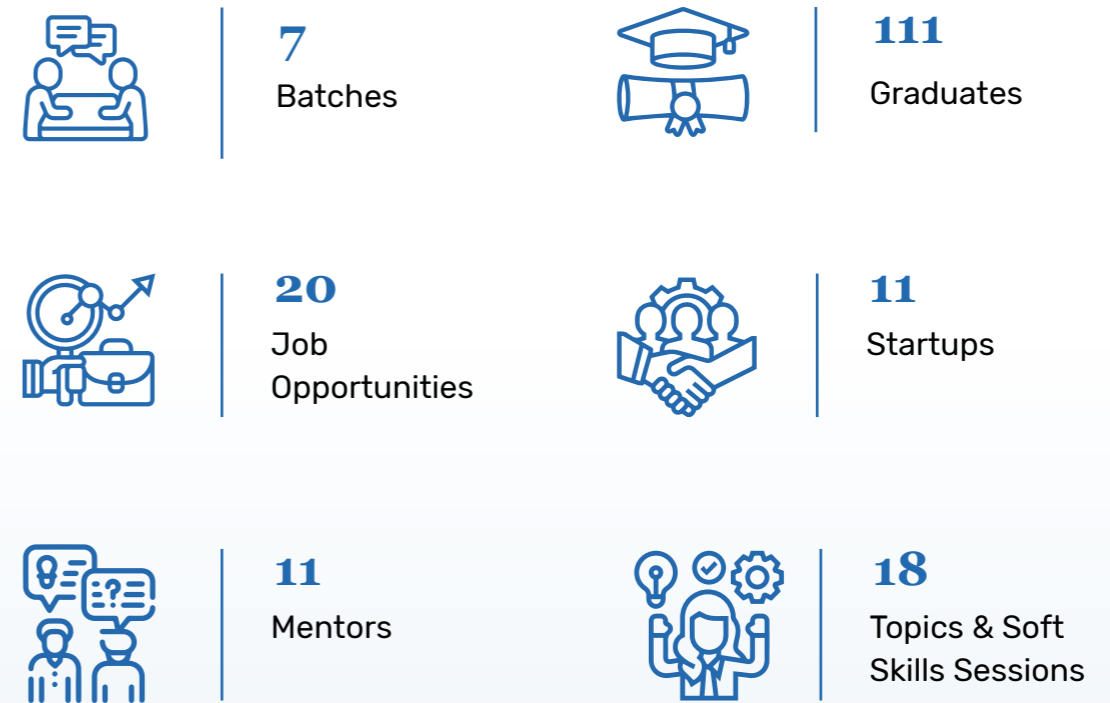 7
Batches
111
Graduates
20
Job
Opportunities
11
Startups
11
Mentors
18
Topics & Soft
Skills Sessions
?